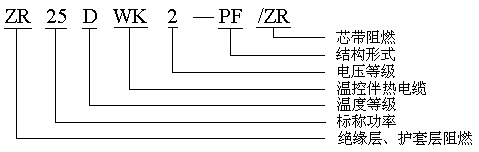 ZR 25 D WK 2 — PF /ZR
芯带阻燃
结构形式
电压等级
温控伴热电缆
温度等级
标称功率
绝缘层、护套层阻燃